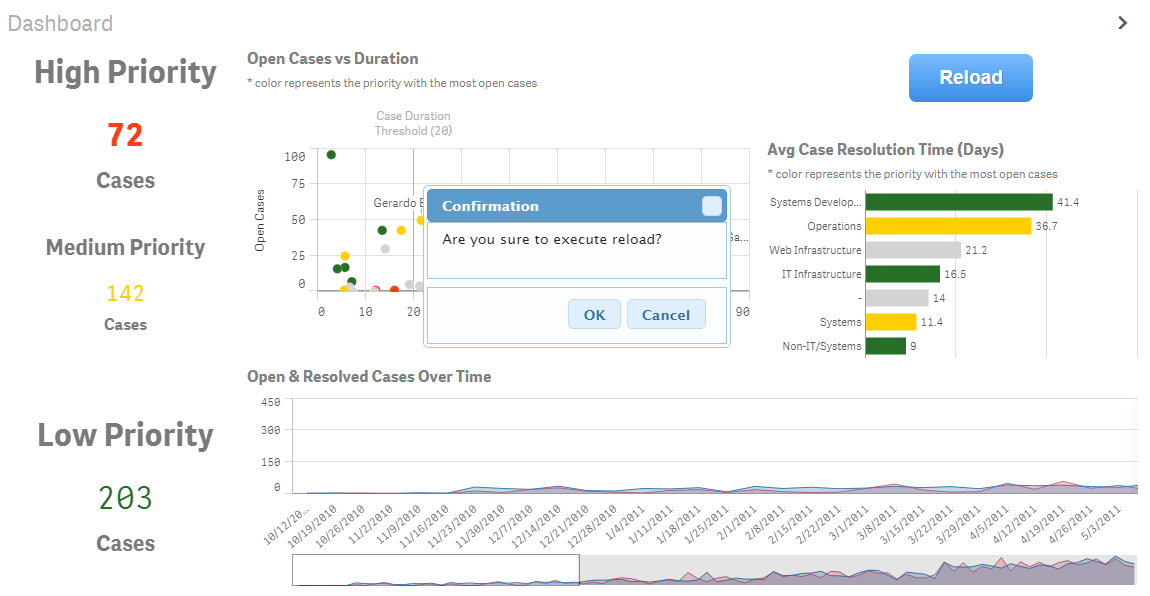 Dashboard
High Priority
72
Cases
Medium Priority
142
Cases
Low Priority
203
Cases
Open Cases vs Duration
* color represents the priority with the most open cases
Case Duration
Threshold (20)
Open Cases
100
75
50
25
0
Gerardo
0
10
20
90
Confirmation
Are you sure to execute reload?
OK
Cancel
Reload
Avg Case Resolution Time (Days)
* color represents the priority with the most open cases
Systems Develop... 41.4
Operations 36.7
Web Infrastructure 21.2
IT Infrastructure 16.5
- 14
Systems 11.4
Non-IT/Systems 9
Open & Resolved Cases Over Time
450
300
150
0
10/12/20...
10/19/2010
10/26/2010
11/2/2010
11/9/2010
11/16/2010
11/23/2010
11/30/2010
12/7/2010
12/14/2010
12/21/2010
12/28/2010
1/4/2011
1/11/2011
1/18/2011
1/25/2011
2/1/2011
2/8/2011
2/15/2011
2/22/2011
3/1/2011
3/8/2011
3/15/2011
3/22/2011
3/29/2011
4/5/2011
4/12/2011
4/19/2011
4/26/2011
5/3/2011